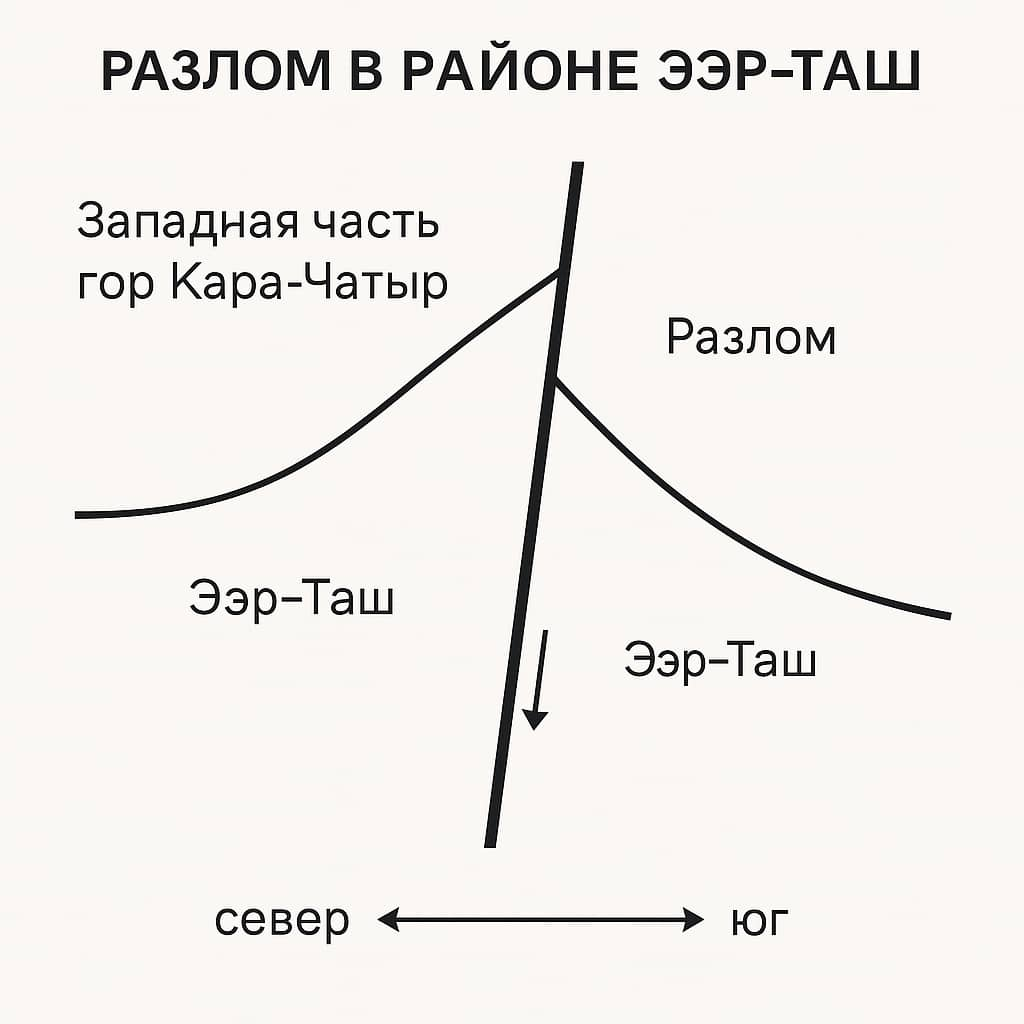 РАЗЛОМ В РАЙОНЕ ЭЭР-ТАШ
Западная часть
гор Кара-Чатыр
Разлом
Ээр-Таш
Ээр-Таш
север
юг